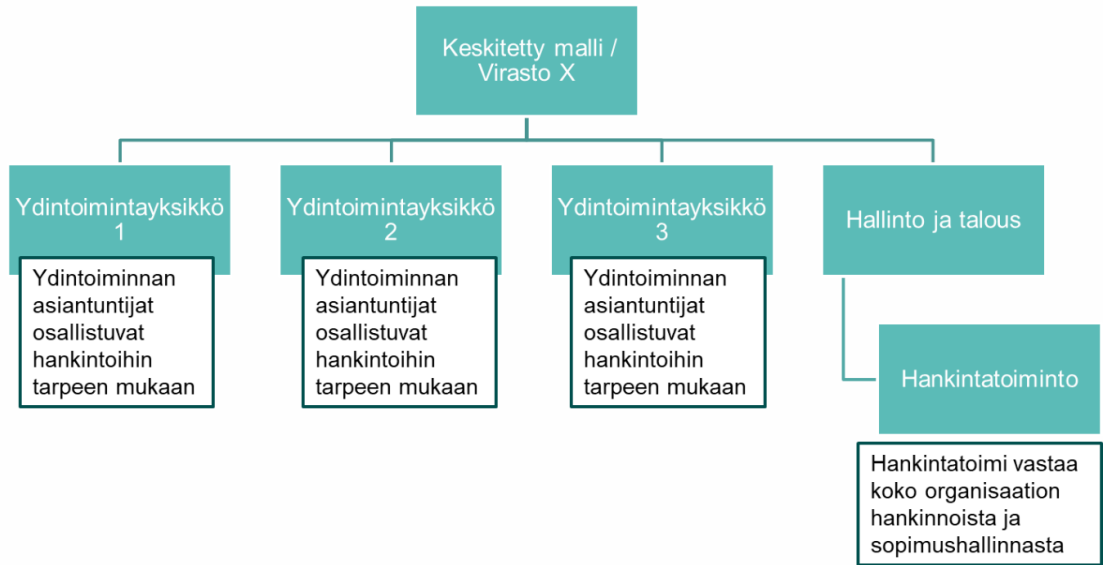 Keskitetty malli /
Virasto X
Ydintoimintayksikkö
1
Ydintoiminnan
asiantuntijat
osallistuvat
hankintoihin
tarpeen mukaan
Ydintoimintayksikkö
2
Ydintoiminnan
asiantuntijat
osallistuvat
hankintoihin
tarpeen mukaan
Ydintoimintayksikkö
3
Ydintoiminnan
asiantuntijat
osallistuvat
hankintoihin
tarpeen mukaan
Hallinto ja talous
Hankintatoiminto
Hankintatoimi vastaa
koko organisaation
hankinnoista ja
sopimushallinnasta